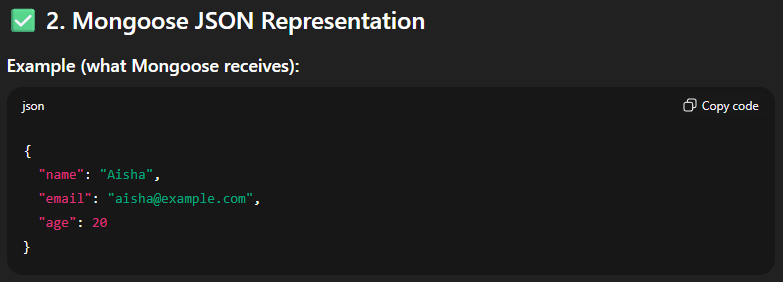 ✅ 2. Mongoose JSON Representation
Example (what Mongoose receives):
json Copy code
{
  "name": "Aisha",
  "email": "aisha@example.com",
  "age": 20
}